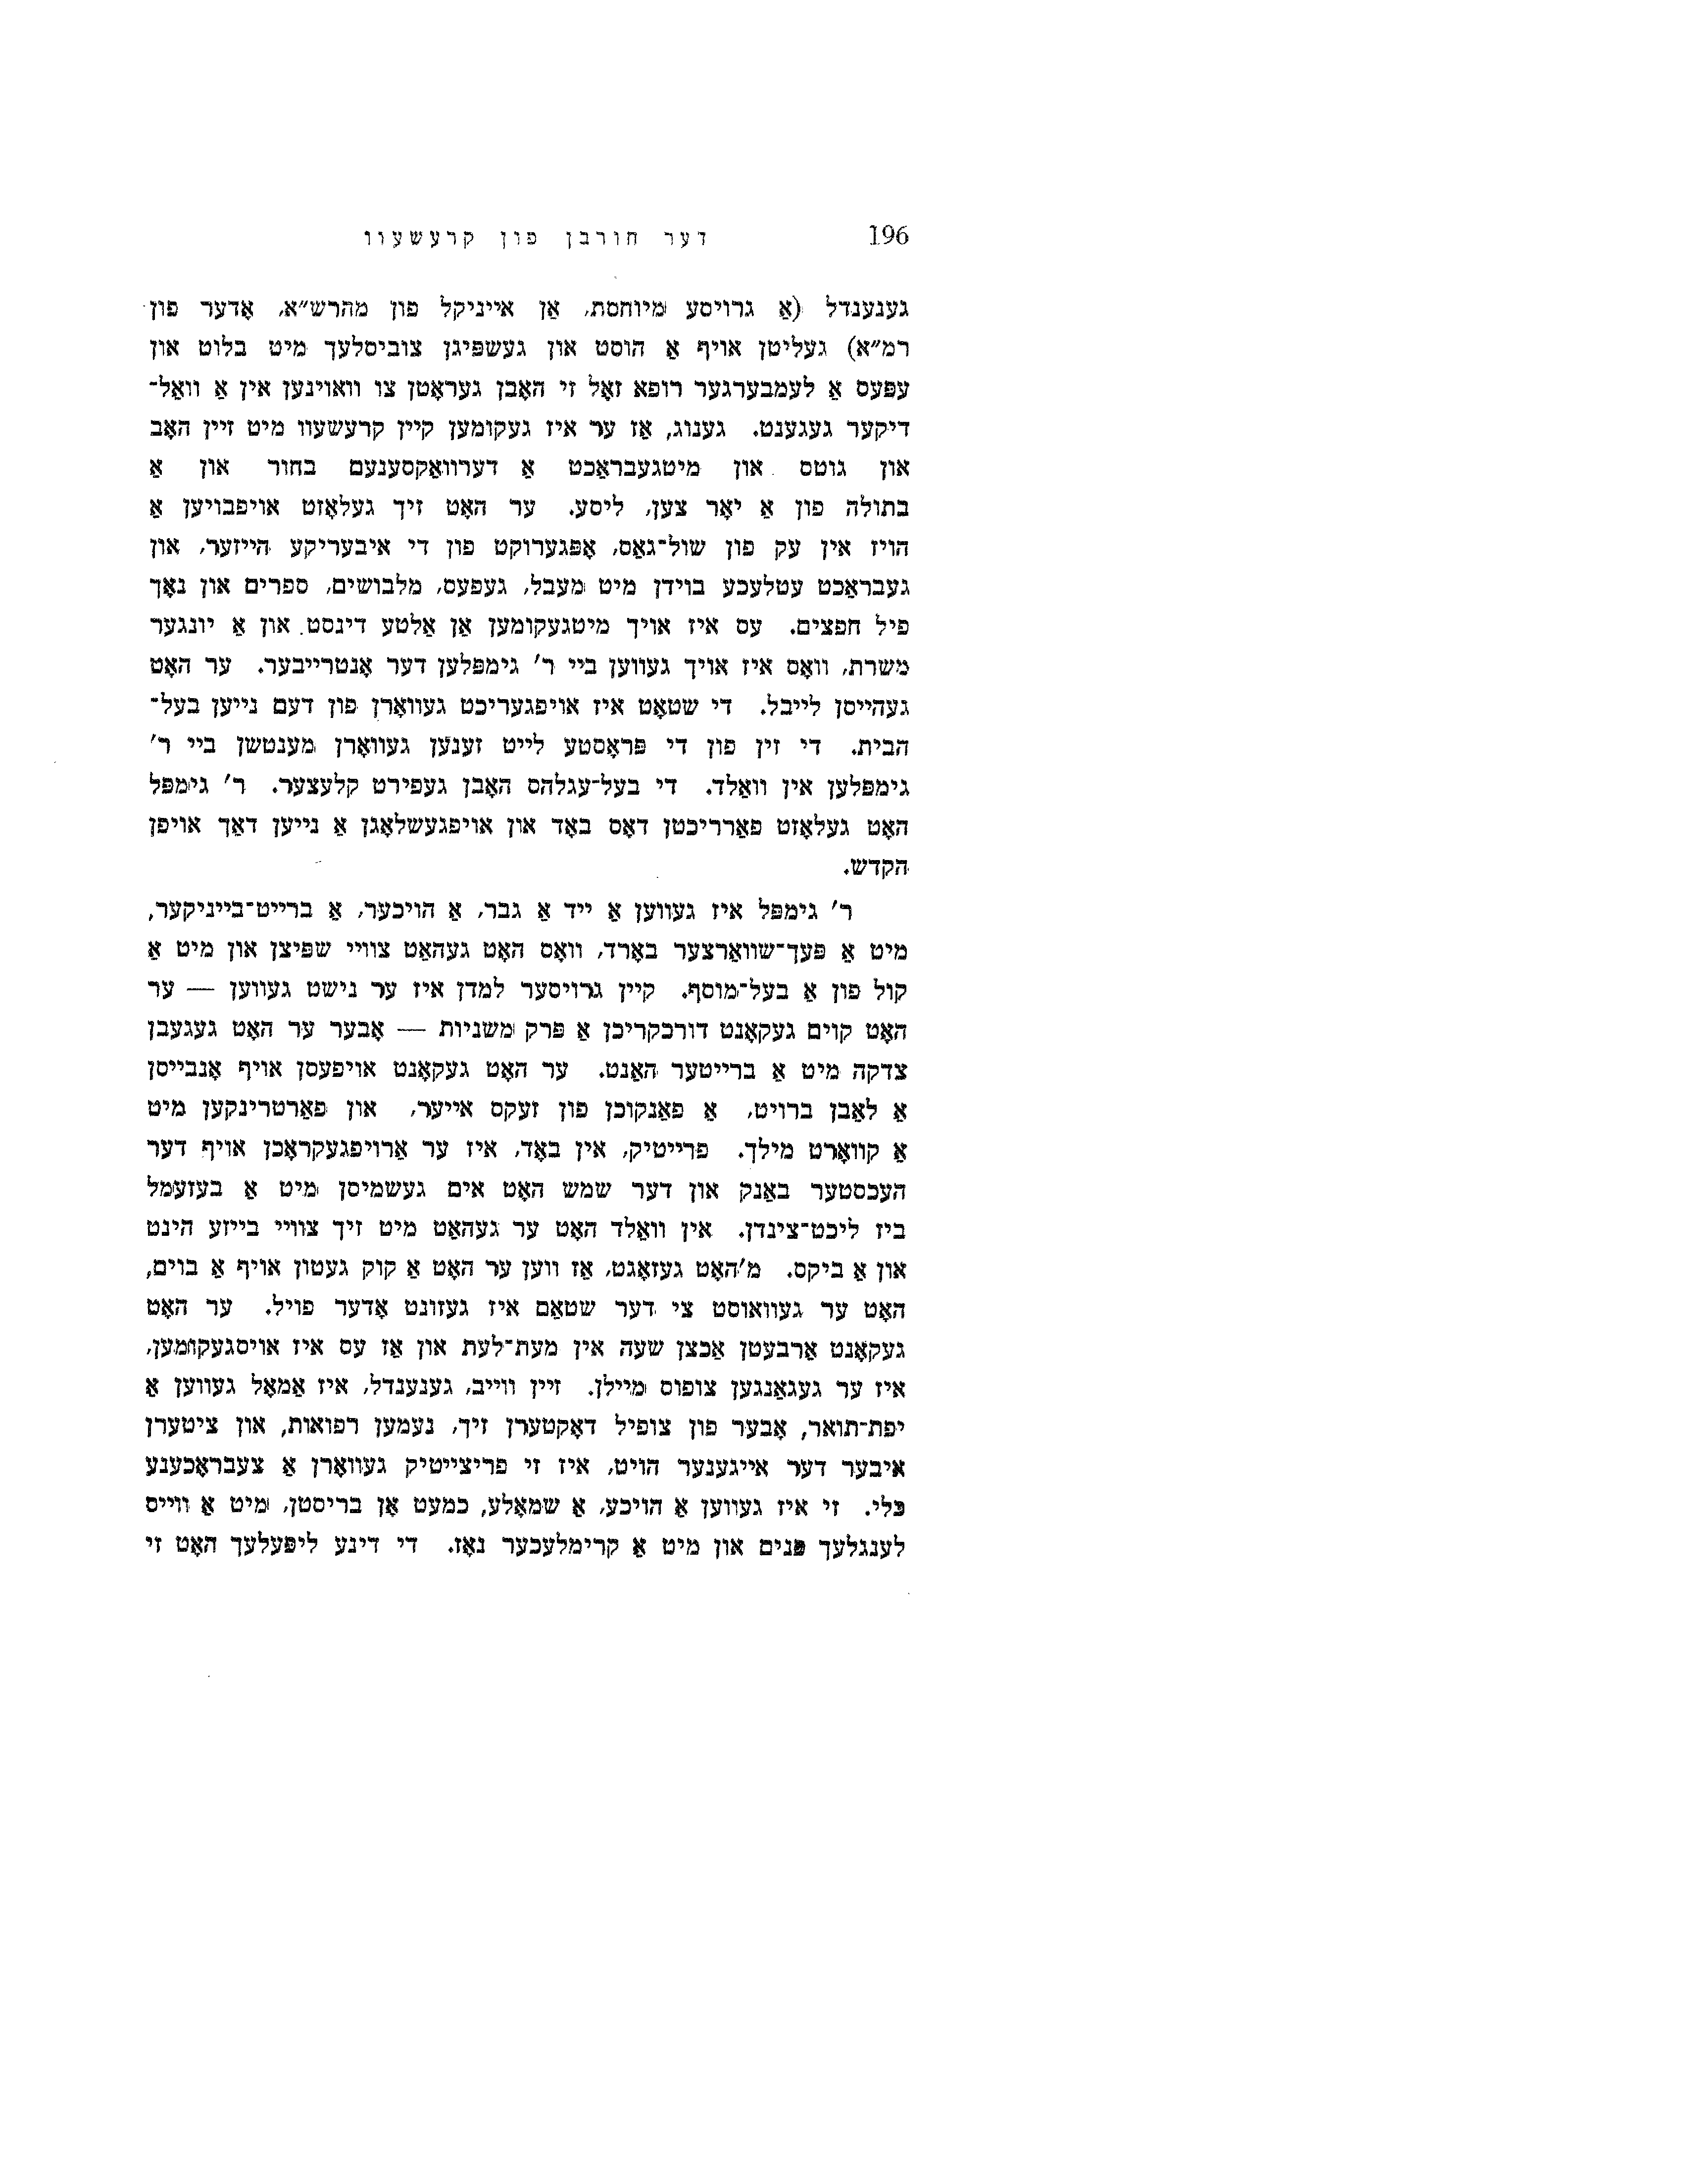 196 דער חורבן פון קרעשעוו
גענענדל (אַ גרויסע מיוחסת, אַן אייניקל פון מהרש״א, אָדער פון
רמ״א) געליטן אויף אַ הוסט און געשפּיגן צוביסלעך מיט בלוט און
עפּעס אַ לעמבערגער רופא זאָל זי האָבן געראָטן צו וואוינען אין אַ וואַל־
דיקער געגענט. גענוג, אַז ער איז געקומען קיין קרעשעוו מיט זיין האָב
און גוטס און מיטגעבראַכט אַ דערוואַקסענעם בחור און אַ
בתולה פון אַ יאָר צען, ליסע. ער האָט זיך געלאָזט אויפבויען אַ
הויז אין עק פון שול־גאַס, אָפּגערוקט פון די איבעריקע הייזער, און
געבראַכט עטלעכע בוידן מיט מעבל, געפעס, מלבושים, ספרים און נאָך
פיל חפצים. עס איז אויך מיטגעקומען אַן אַלטע דינסט און אַ יונגער
משרת, וואָס איז אויך געווען ביי ר׳ גימפּלען דער אָנטרייבער. ער האָט
געהייסן לייבל. די שטאָט איז אויפגעריכט געוואָרן פון דעם נייען בעל־
הבית. די זין פון די פּראָסטע לייט זענען געוואָרן מענטשן ביי ר׳
גימפּלען אין וואַלד. די בעל־עגלהס האָבן געפירט קלעצער. ר׳ גימפּל
האָט געלאָזט פאַרריכטן דאָס באָד און אויפגעשלאָגן אַ נייען דאַך אויפן
הקדש.
ר׳ גימפּל איז געווען אַ ייד אַ גבר, אַ הויכער, אַ ברייט־בייניקער,
מיט אַ פּעך־שוואַרצער באָרד, וואָס האָט געהאַט צוויי שפּיצן און מיט אַ
קול פון אַ בעל־מוסף. קיין גרויסער למדן איז ער נישט געווען — ער
האָט קוים געקאָנט דורכקריכן אַ פּרק משניות — אָבער ער האָט געגעבן
צדקה מיט אַ ברייטער האַנט. ער האָט געקאָנט אויפעסן אויף אָנבייסן
אַ לאַבן ברויט, אַ פאַנקוכן פון זעקס אייער, און פאַרטרינקען מיט
אַ קוואָרט מילך. פרייטיק, אין באָד, איז ער אַרויפגעקראָכן אויף דער
העכסטער באַנק און דער שמש האָט אים געשמיסן מיט אַ בעזעמל
ביז ליכט־צינדן. אין וואַלד האָט ער געהאַט מיט זיך צוויי בייזע הינט
און אַ ביקס. מ׳האָט געזאָגט, אַז ווען ער האָט אַ קוק געטון אויף אַ בוים,
האָט ער געוואוסט צי דער שטאַם איז געזונט אָדער פויל. ער האָט
געקאָנט אַרבעטן אַכצן שעה אין מעת־לעת און אַז עס איז אויסגעקומען,
איז ער געגאַנגען צופוס מיילן. זיין ווייב, גענענדל, איז אַמאָל געווען אַ
יפת־תואר, אָבער פון צופיל דאָקטערן זיך, נעמען רפואות, און ציטערן
איבער דער אייגענער הויט, איז זי פריצייטיק געוואָרן אַ צעבראָכענע
כּלי. זי איז געווען אַ הויכע, אַ שמאָלע, כמעט אָן בריסטן, מיט אַ ווייס
לענגלעך פּנים און מיט אַ קרימלעכער נאָז. די דינע ליפּעלעך האָט זי